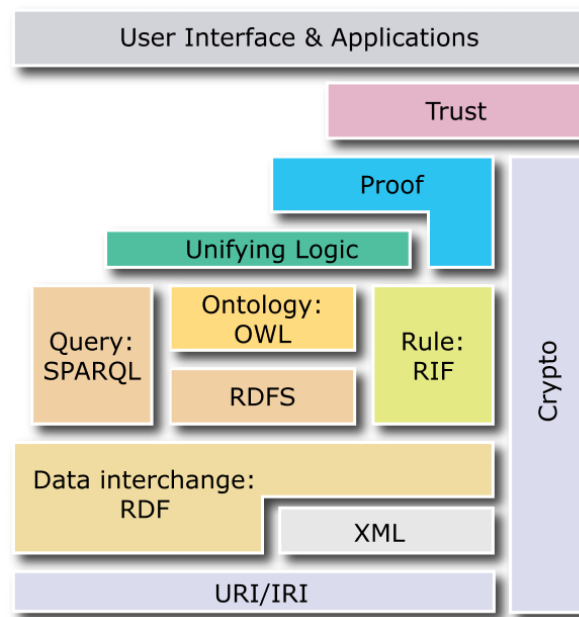 User Interface & Applications
Trust
Proof
Unifying Logic
Ontology:
OWL
Query:
SPARQL
Rule:
RIF
RDFS
Crypto
Data interchange:
RDF
XML
URI/IRI